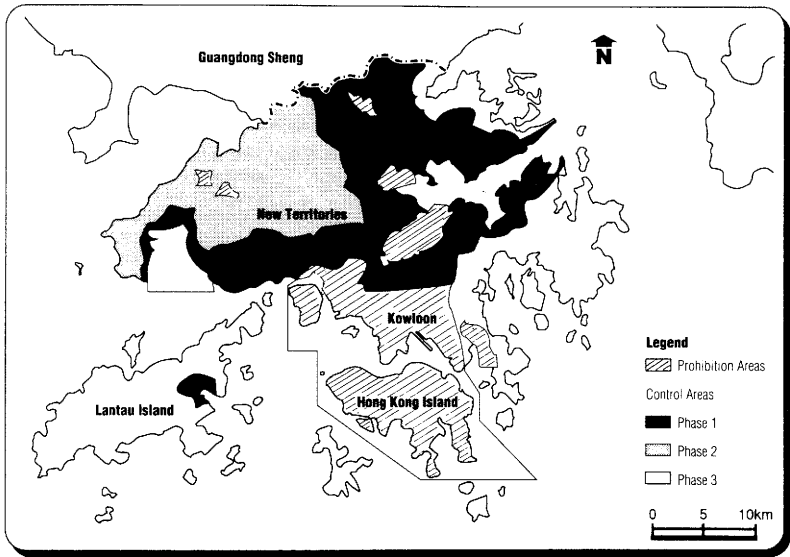 Guangdong Sheng
N
New Territories
Kowloon
Hong Kong Island
Lantau Island
Legend
Prohibition Areas
Control Areas
Phase 1
Phase 2
Phase 3
0 5 10km